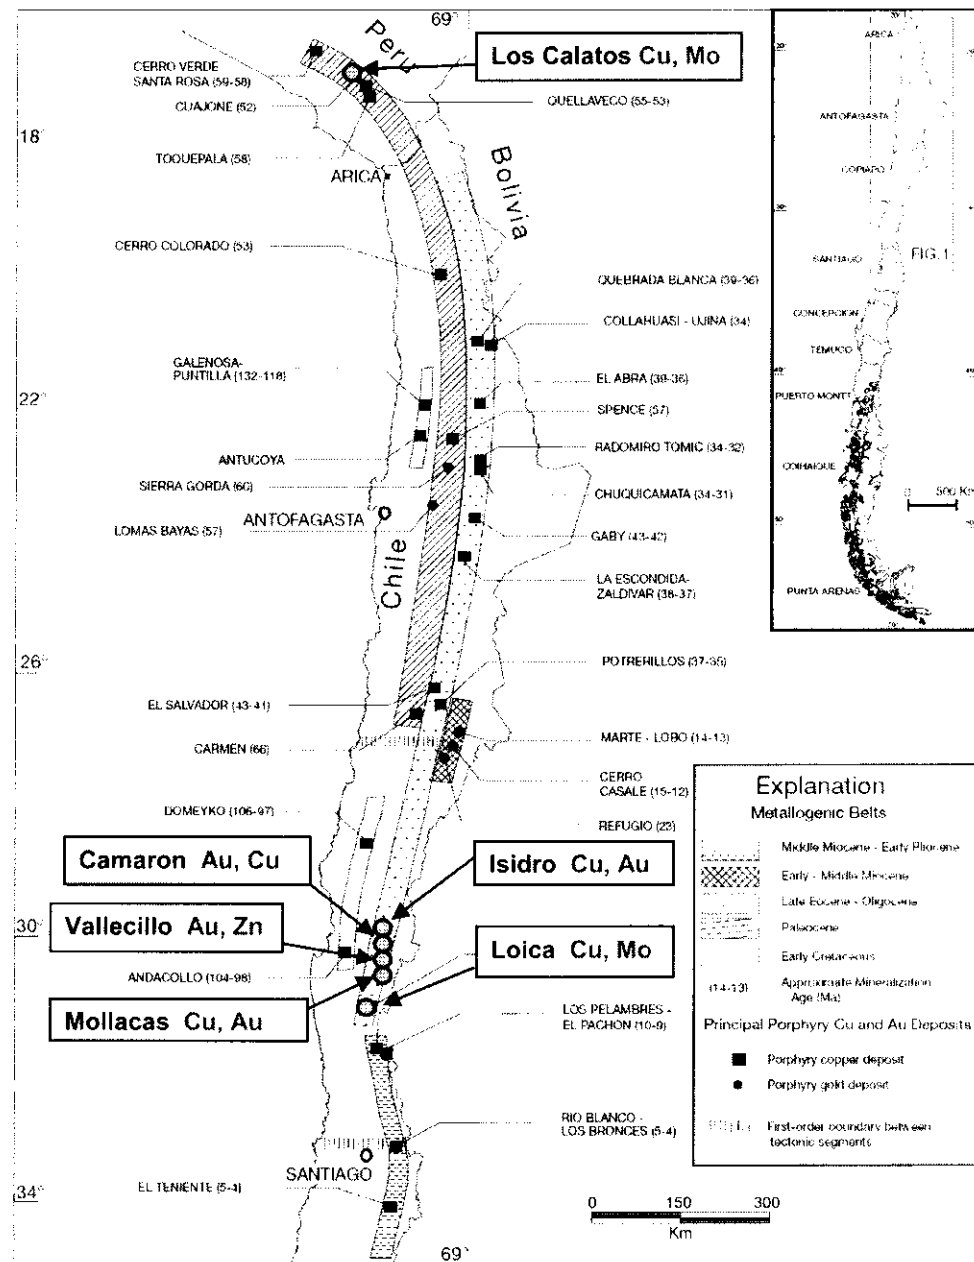 69°
Peru
Los Calatos Cu, Mo
CERRO VERDE
SANTA ROSA (59-58)
CUAJONE (52)
QUELLAVECO (55-53)
18°
TOQUEPALA (58)
ARICA
Bolivia
CERRO COLORADO (53)
QUEBRADA BLANCA (39-36)
COLLAHUASI - UJINA (34)
GALENOSA-
PUNTILLA (132-118)
EL ABRA (38-36)
22°
SPENCE (57)
ANTUCOYA
RADOMIRO TOMIC (34-32)
SIERRA GORDA (60)
CHUQUICAMATA (34-31)
ANTOFAGASTA
LOMAS BAYAS (57)
GABY (43-42)
Chile
LA ESCONDIDA-
ZALDIVAR (38-37)
26°
POTRERILLOS (37-35)
EL SALVADOR (43-41)
CARMEN (66)
MARTE - LOBO (14-13)
CERRO
CASALE (15-12)
DOMEYKO (106-97)
REFUGIO (23)
Camaron Au, Cu
Isidro Cu, Au
Vallecillo Au, Zn
30°
Loica Cu, Mo
ANDACOLLO (104-98)
Mollacas Cu, Au
LOS PELAMBRES -
EL PACHON (10-9)
RIO BLANCO -
LOS BRONCES (5-4)
SANTIAGO
EL TENIENTE (5-4)
34°
69°
0 150 300
Km
ARICA
ANTOFAGASTA
COPIAPO
SANTIAGO
FIG.1
CONCEPCION
TEMUCO
PUERTO MONTT
COIHAIQUE
0 500 Km
PUNTA ARENAS
Explanation
Metallogenic Belts
Middle Miocene - Early Pliocene
Early - Middle Miocene
Late Eocene - Oligocene
Paleocene
Early Cretaceous
(14-13) Approximate Mineralization
Age (Ma)
Principal Porphyry Cu and Au Deposits
Porphyry copper deposit
Porphyry gold deposit
First-order boundary between
tectonic segments